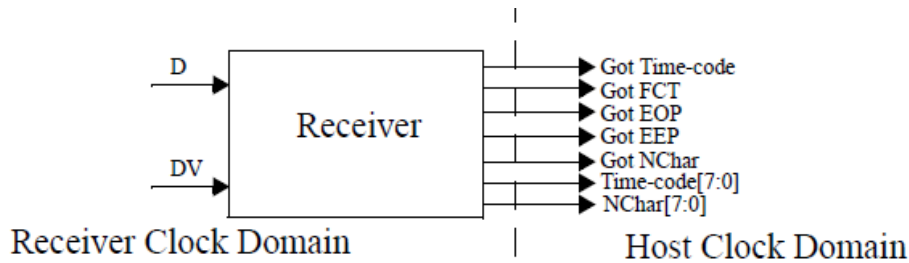 D
DV
Receiver
Got Time-code
Got FCT
Got EOP
Got EEP
Got NChar
Time-code[7:0]
NChar[7:0]
Receiver Clock Domain
Host Clock Domain